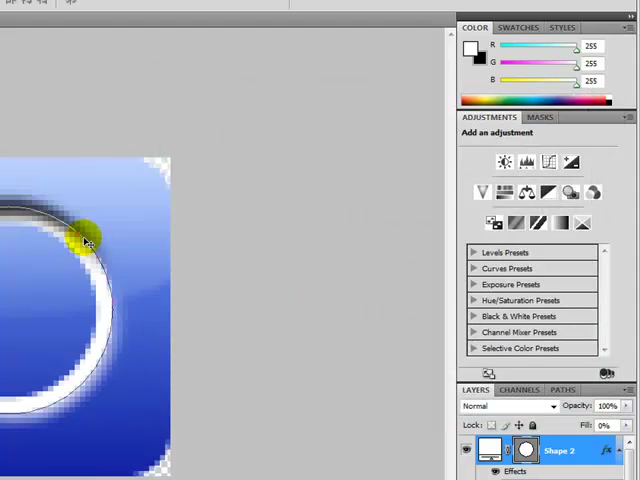 COLOR SWATCHES STYLES
R 255
G 255
B 255
ADJUSTMENTS MASKS
Add an adjustment
Levels Presets
Curves Presets
Exposure Presets
Hue/Saturation Presets
Black & White Presets
Channel Mixer Presets
Selective Color Presets
LAYERS CHANNELS PATHS
Normal Opacity: 100%
Lock: Fill: 0%
Shape 2 fx
Effects